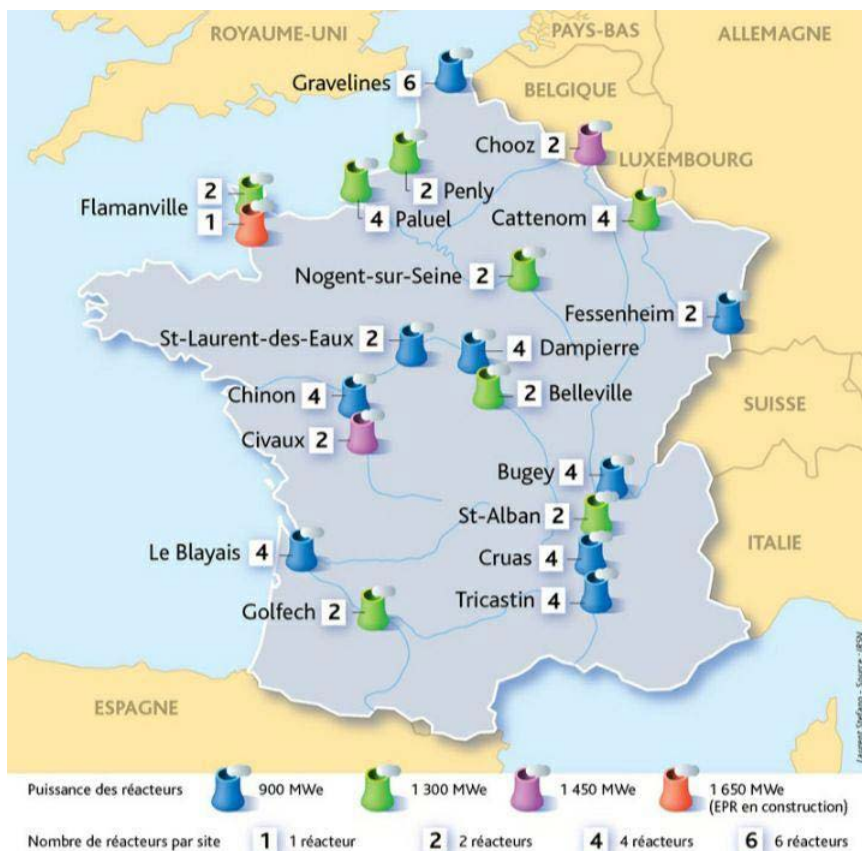 ROYAUME-UNI
PAYS-BAS
ALLEMAGNE
Gravelines 6
BELGIQUE
Chooz 2
LUXEMBOURG
2
Flamanville
1
2 Penly
4 Paluel
Cattenom 4
Nogent-sur-Seine 2
Fessenheim 2
St-Laurent-des-Eaux 2
4 Dampierre
Chinon 4
2 Belleville
SUISSE
Civaux 2
Bugey 4
St-Alban 2
ITALIE
Le Blayais 4
Cruas 4
Golfech 2
Tricastin 4
ESPAGNE
Laurent Stefano - Source : IRSN
Puissance des réacteurs 900 MWe 1 300 MWe 1 450 MWe 1 650 MWe
(EPR en construction)
Nombre de réacteurs par site 1 1 réacteur 2 2 réacteurs 4 4 réacteurs 6 6 réacteurs